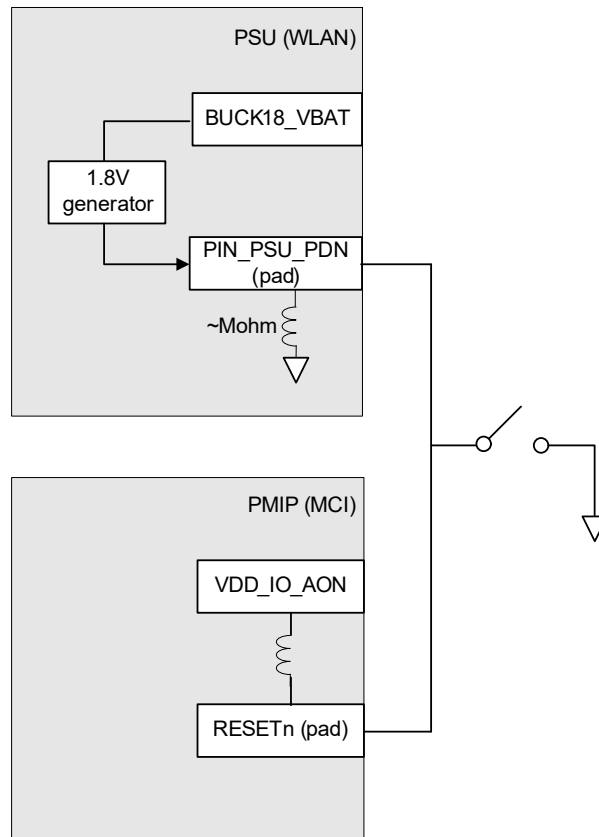 PSU (WLAN)
BUCK18_VBAT
1.8V
generator
PIN_PSU_PDN
(pad)
~Mohm
PMIP (MCI)
VDD_IO_AON
RESETn (pad)